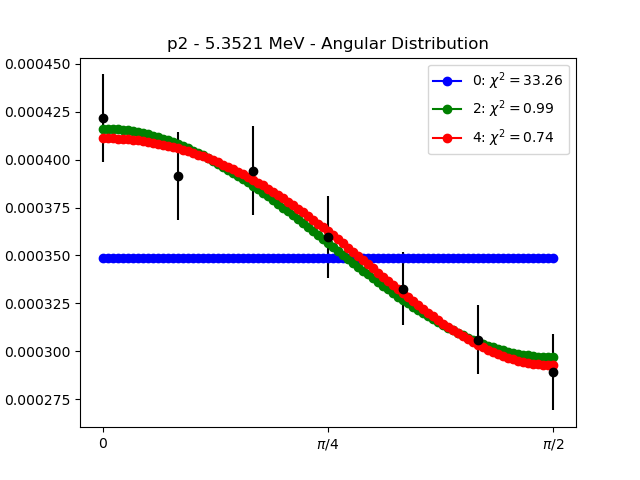 p2 - 5.3521 MeV - Angular Distribution
0.000450
0.000425
0.000400
0.000375
0.000350
0.000325
0.000300
0.000275
0: χ² = 33.26
2: χ² = 0.99
4: χ² = 0.74
0
π/4
π/2